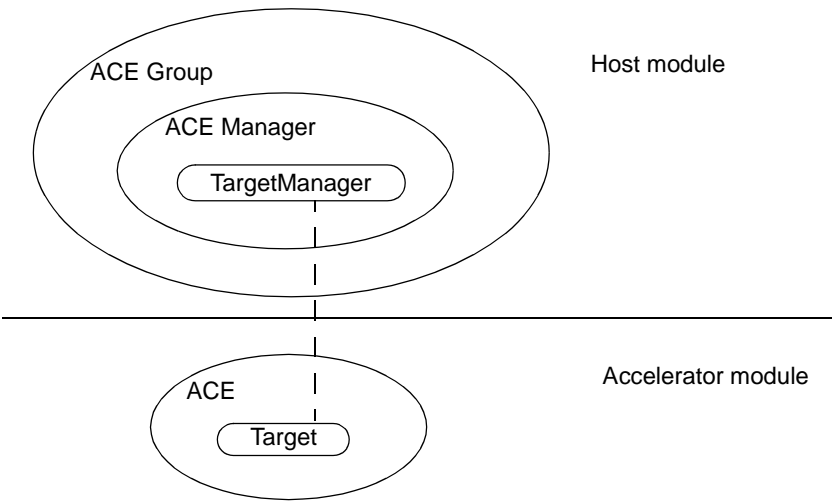 Host module
ACE Group
ACE Manager
TargetManager
Accelerator module
ACE
Target